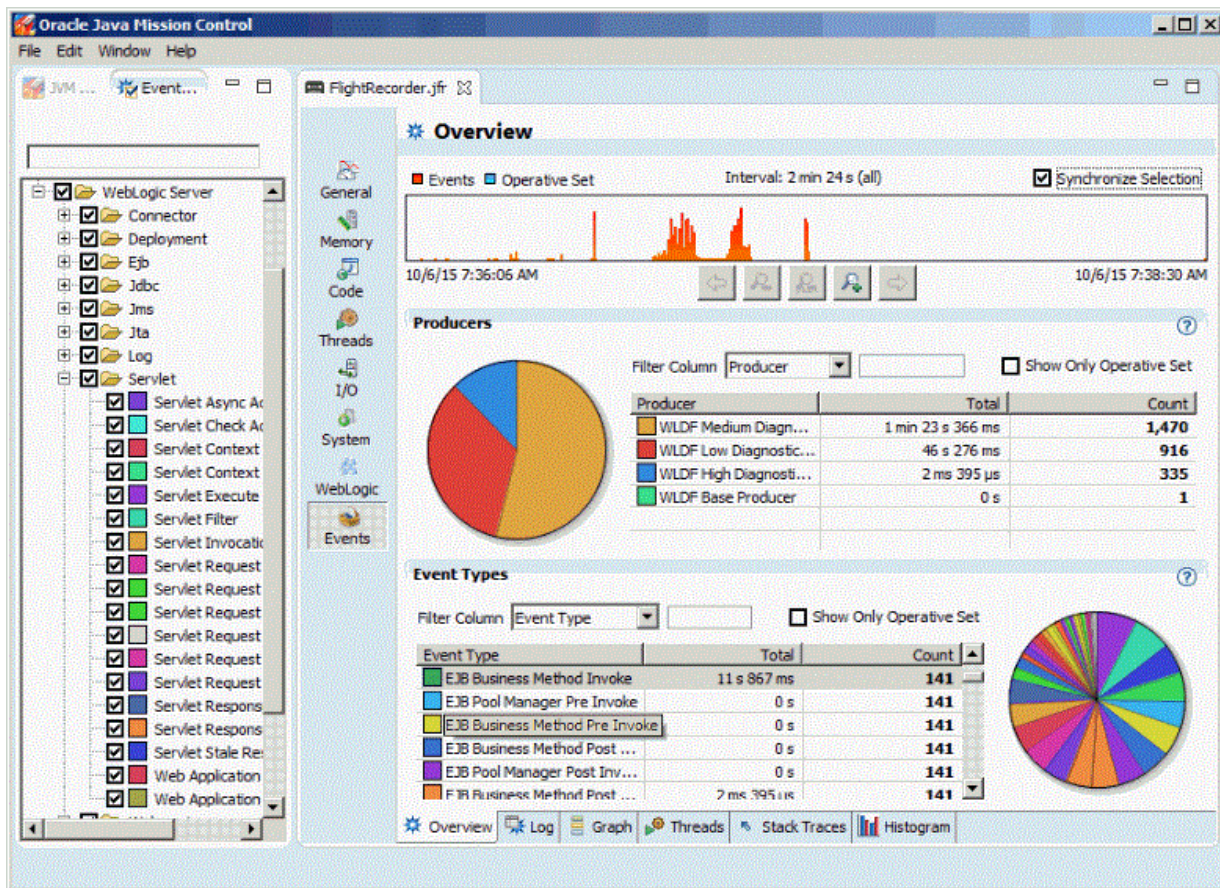 Oracle Java Mission Control
File Edit Window Help
JVM ... Event...
WebLogic Server
Connector
Deployment
Ejb
Jdbc
Jms
Jta
Log
Servlet
Servlet Async Ac
Servlet Check Ac
Servlet Context
Servlet Context
Servlet Execute
Servlet Filter
Servlet Invocatio
Servlet Request
Servlet Request
Servlet Request
Servlet Request
Servlet Request
Servlet Request
Servlet Respons
Servlet Respons
Servlet Stale Res
Web Application
Web Application
FlightRecorder.jfr
General
Memory
Code
Threads
I/O
System
WebLogic
Events
Overview
Events Operative Set Interval: 2 min 24 s (all) Synchronize Selection
10/6/15 7:36:06 AM 10/6/15 7:38:30 AM
Producers
Filter Column Producer Show Only Operative Set
Producer Total Count
WLDF Medium Diagn... 1 min 23 s 366 ms 1,470
WLDF Low Diagnostic... 46 s 276 ms 916
WLDF High Diagnosti... 2 ms 395 µs 335
WLDF Base Producer 0 s 1
Event Types
Filter Column Event Type Show Only Operative Set
Event Type Total Count
EJB Business Method Invoke 11 s 867 ms 141
EJB Pool Manager Pre Invoke 0 s 141
EJB Business Method Pre Invoke 0 s 141
EJB Business Method Post ... 0 s 141
EJB Pool Manager Post Inv... 0 s 141
EJB Business Method Post ... 2 ms 395 µs 141
Overview Log Graph Threads Stack Traces Histogram